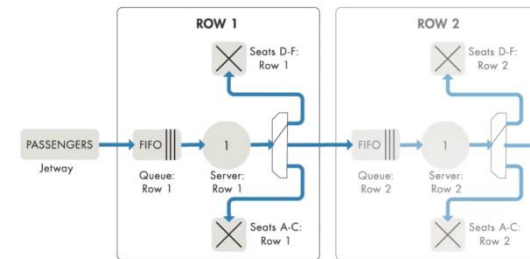 ROW 1
Seats D-F:
Row 1
PASSENGERS
Jetway
FIFO
Queue:
Row 1
1
Server:
Row 1
Seats A-C:
Row 1
ROW 2
Seats D-F:
Row 2
FIFO
Queue:
Row 2
1
Server:
Row 2
Seats A-C:
Row 2